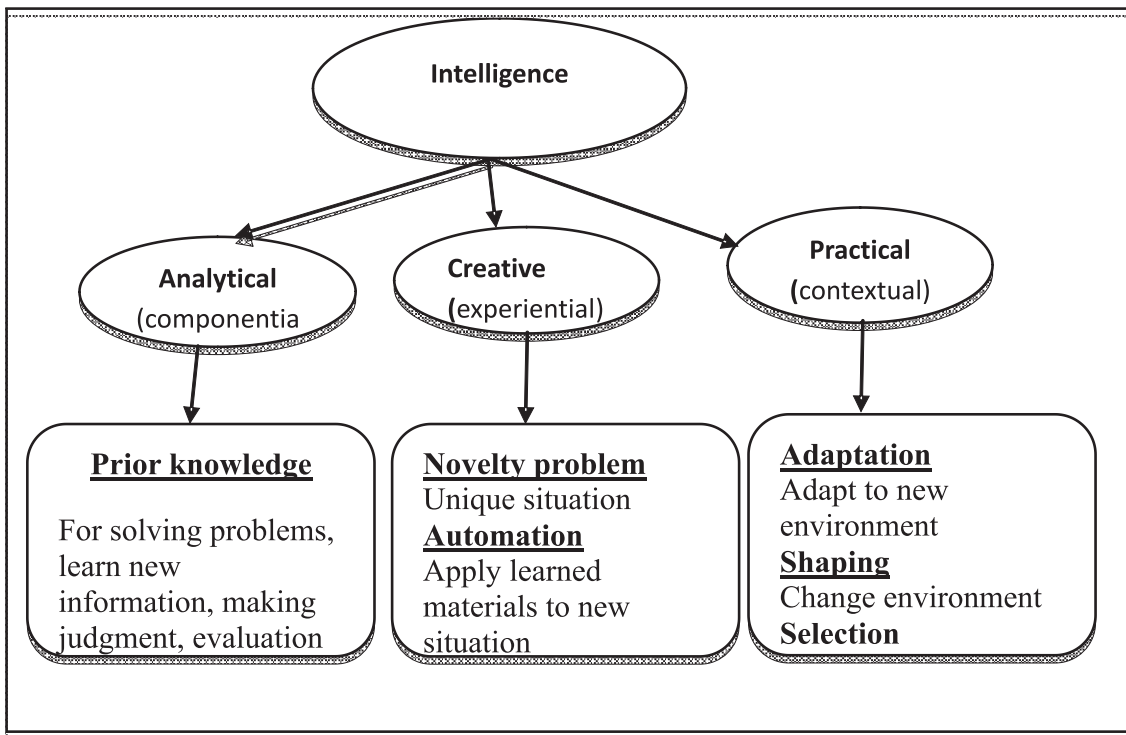 Intelligence
Analytical
(componentia
Creative
(experiential)
Practical
(contextual)
Prior knowledge
For solving problems,
learn new
information, making
judgment, evaluation
Novelty problem
Unique situation
Automation
Apply learned
materials to new
situation
Adaptation
Adapt to new
environment
Shaping
Change environment
Selection